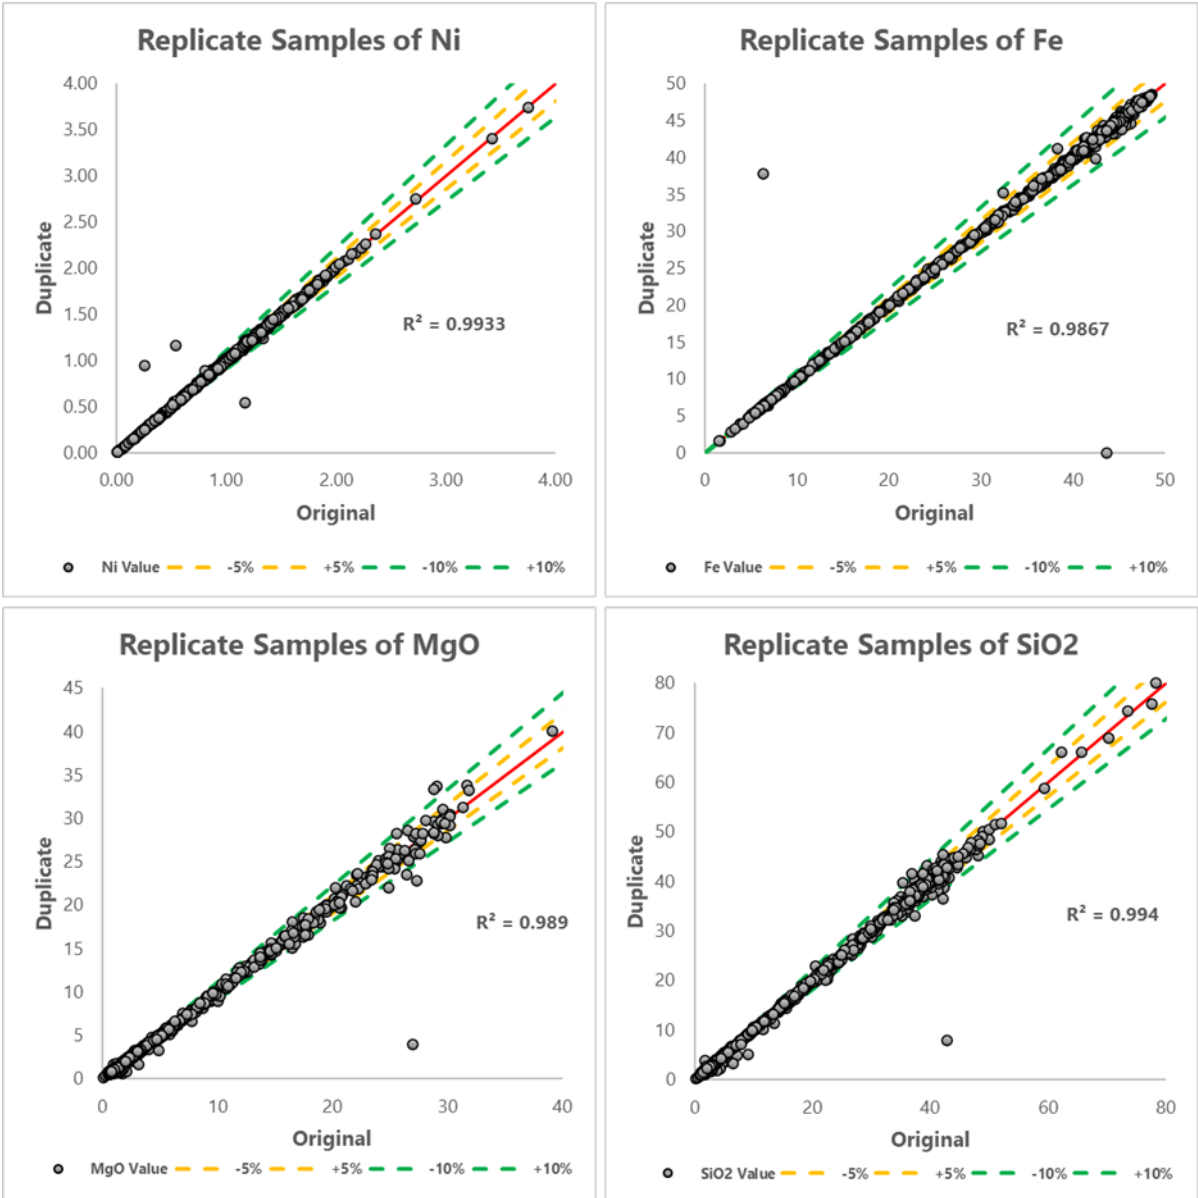 Replicate Samples of Ni
4.00
3.50
3.00
2.50
2.00
1.50
1.00
0.50
0.00
Duplicate
R² = 0.9933
0.00 1.00 2.00 3.00 4.00
Original
Ni Value -5% +5% -10% +10%
Replicate Samples of Fe
50
45
40
35
30
25
20
15
10
5
0
Duplicate
R² = 0.9867
0 10 20 30 40 50
Original
Fe Value -5% +5% -10% +10%
Replicate Samples of MgO
45
40
35
30
25
20
15
10
5
0
Duplicate
R² = 0.989
0 10 20 30 40
Original
MgO Value -5% +5% -10% +10%
Replicate Samples of SiO2
80
70
60
50
40
30
20
10
0
Duplicate
R² = 0.994
0 20 40 60 80
Original
SiO2 Value -5% +5% -10% +10%